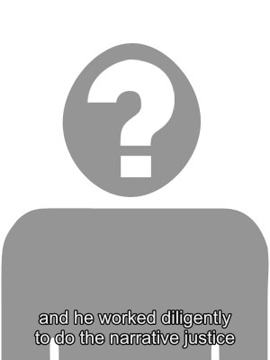 ?
and he worked diligently
to do the narrative justice